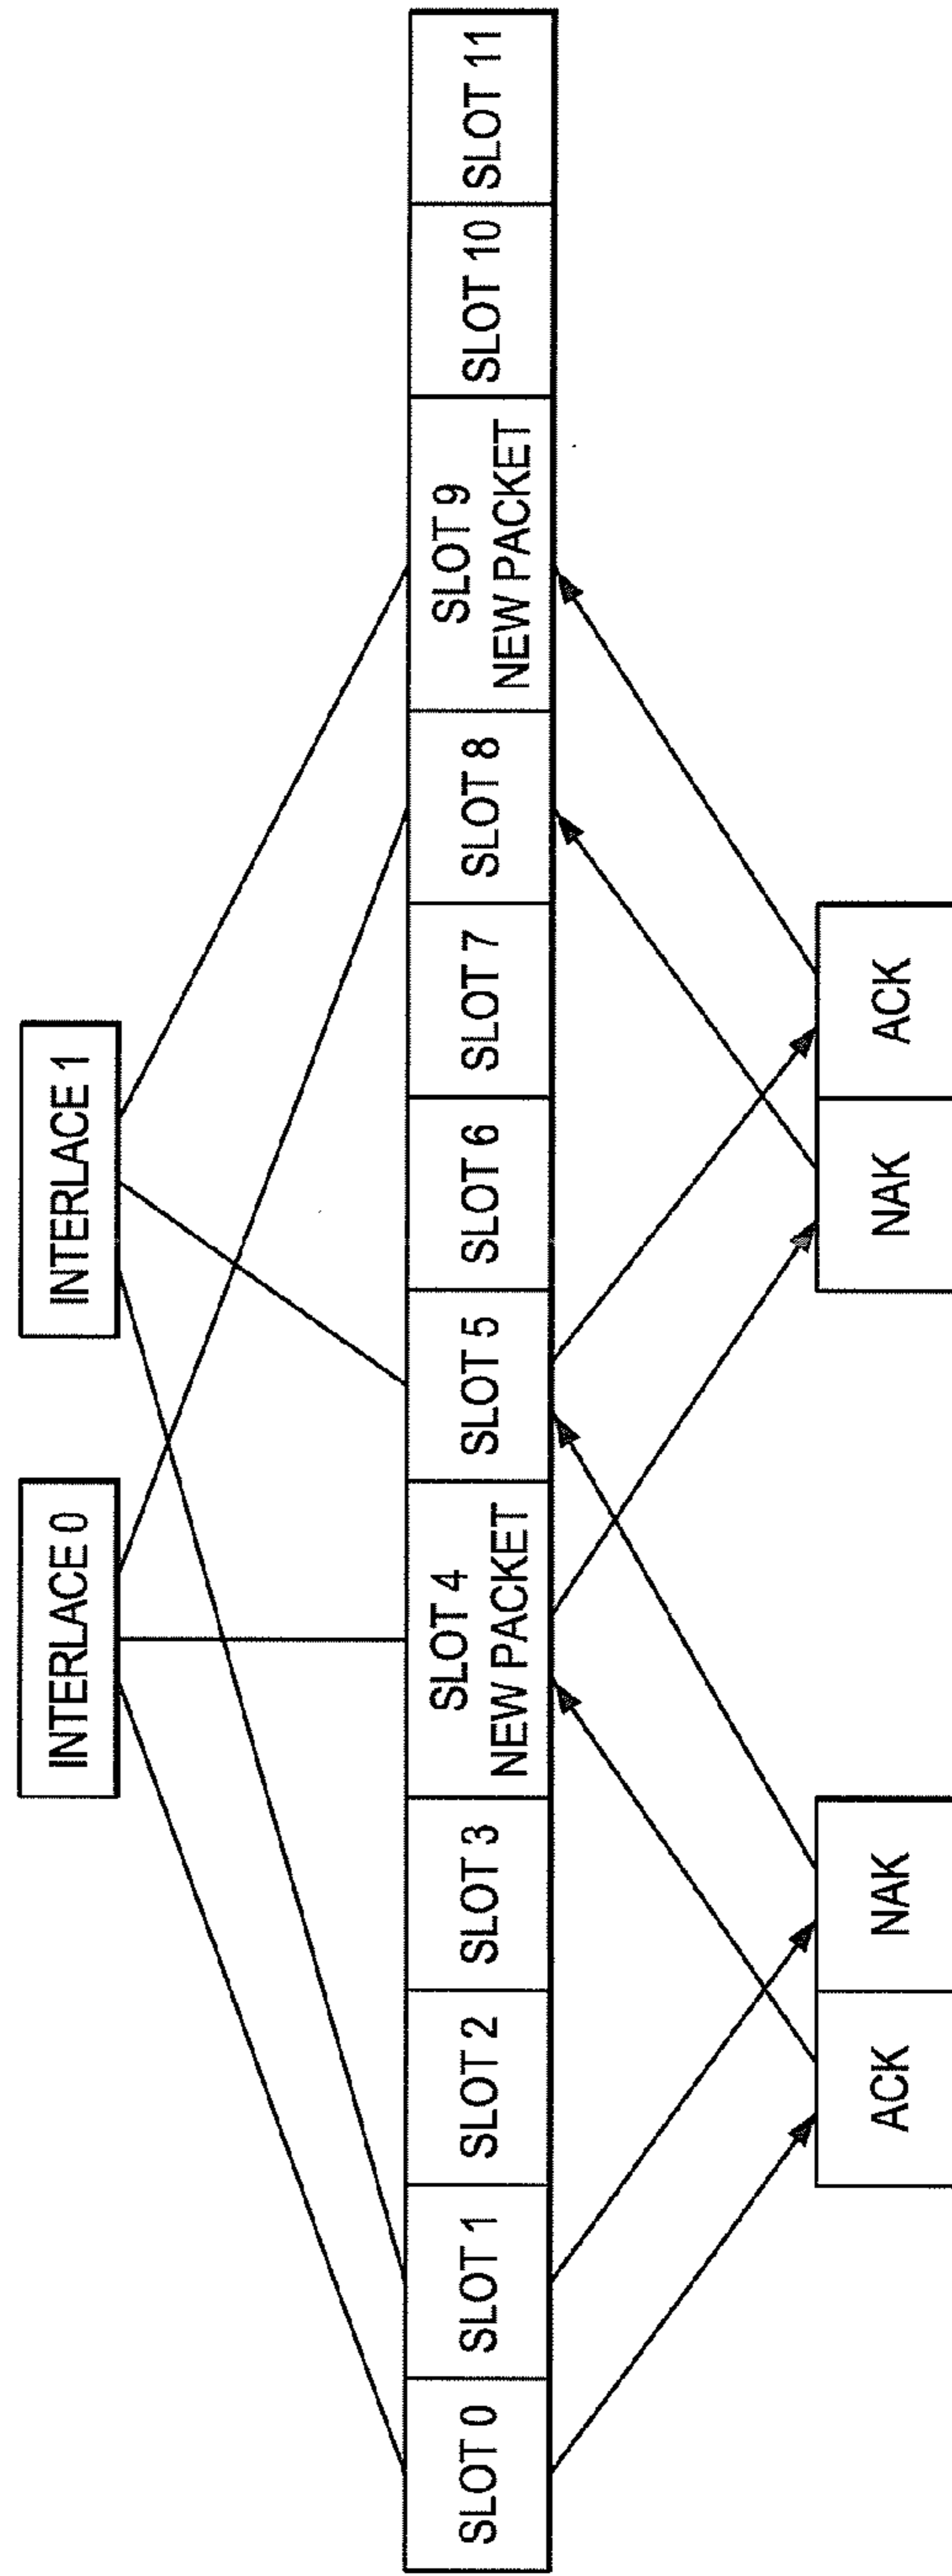 INTERLACE 0
INTERLACE 1
SLOT 0
SLOT 1
SLOT 2
SLOT 3
SLOT 4
NEW PACKET
SLOT 5
SLOT 6
SLOT 7
SLOT 8
SLOT 9
NEW PACKET
SLOT 10
SLOT 11
ACK
NAK
NAK
ACK